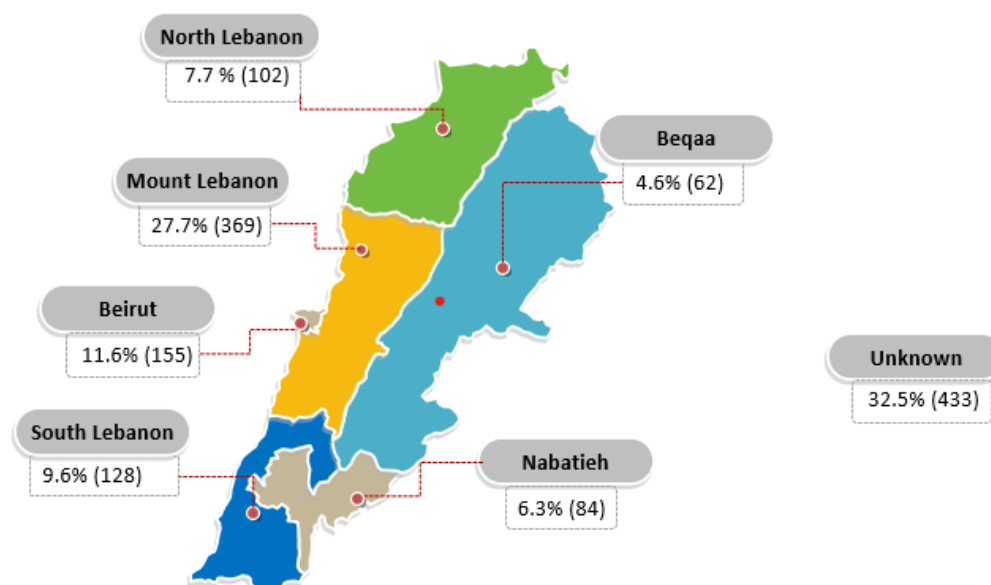 North Lebanon
7.7 % (102)
Beqaa
4.6% (62)
Mount Lebanon
27.7% (369)
Beirut
11.6% (155)
Unknown
32.5% (433)
South Lebanon
9.6% (128)
Nabatieh
6.3% (84)